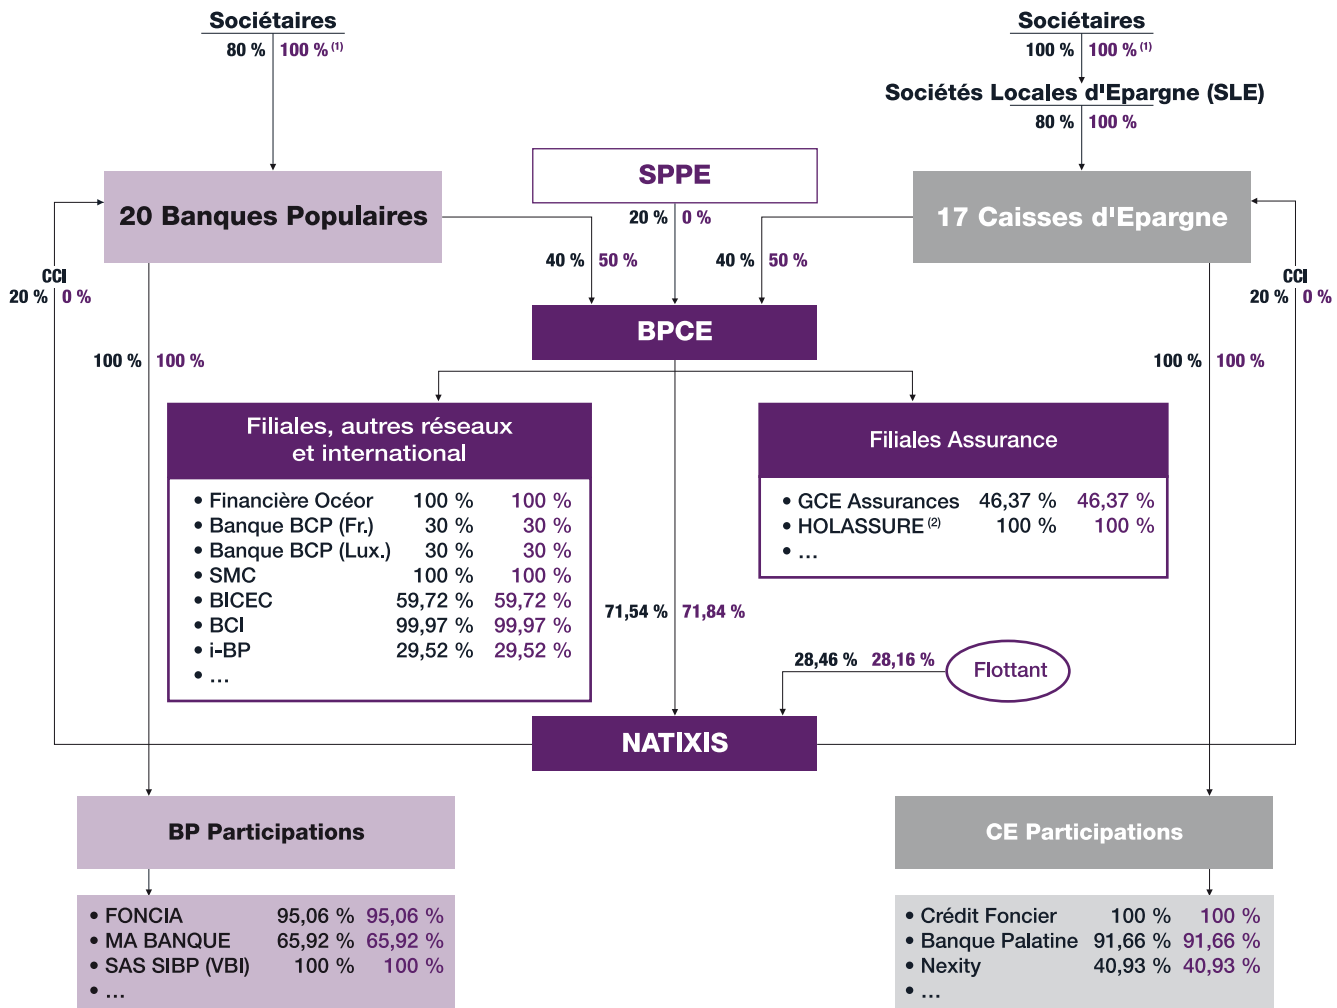 Sociétaires
80 % 100 % (1)
Sociétaires
100 % 100 % (1)
Sociétés Locales d'Epargne (SLE)
80 % 100 %
SPPE
20 % 0 %
20 Banques Populaires
17 Caisses d'Epargne
40 % 50 %
40 % 50 %
CCI
20 % 0 %
CCI
20 % 0 %
BPCE
100 % 100 %
100 % 100 %
Filiales, autres réseaux
et international
• Financière Océor 100 % 100 %
• Banque BCP (Fr.) 30 % 30 %
• Banque BCP (Lux.) 30 % 30 %
• SMC 100 % 100 %
• BICEC 59,72 % 59,72 %
• BCI 99,97 % 99,97 %
• i-BP 29,52 % 29,52 %
• ...
Filiales Assurance
• GCE Assurances 46,37 % 46,37 %
• HOLASSURE (2) 100 % 100 %
• ...
71,54 % 71,84 %
28,46 % 28,16 %
Flottant
NATIXIS
BP Participations
• FONCIA 95,06 % 95,06 %
• MA BANQUE 65,92 % 65,92 %
• SAS SIBP (VBI) 100 % 100 %
• ...
CE Participations
• Crédit Foncier 100 % 100 %
• Banque Palatine 91,66 % 91,66 %
• Nexity 40,93 % 40,93 %
• ...